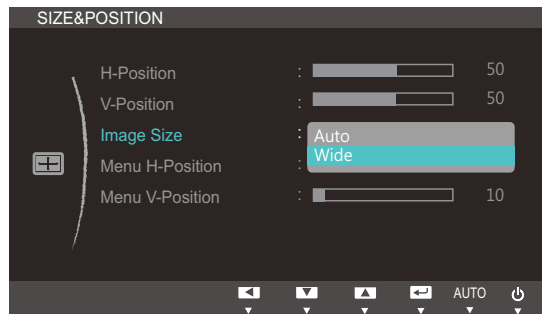 SIZE&POSITION
H-Position : 50
V-Position : 50
Image Size : Auto
Wide
Menu H-Position :
Menu V-Position : 10
AUTO